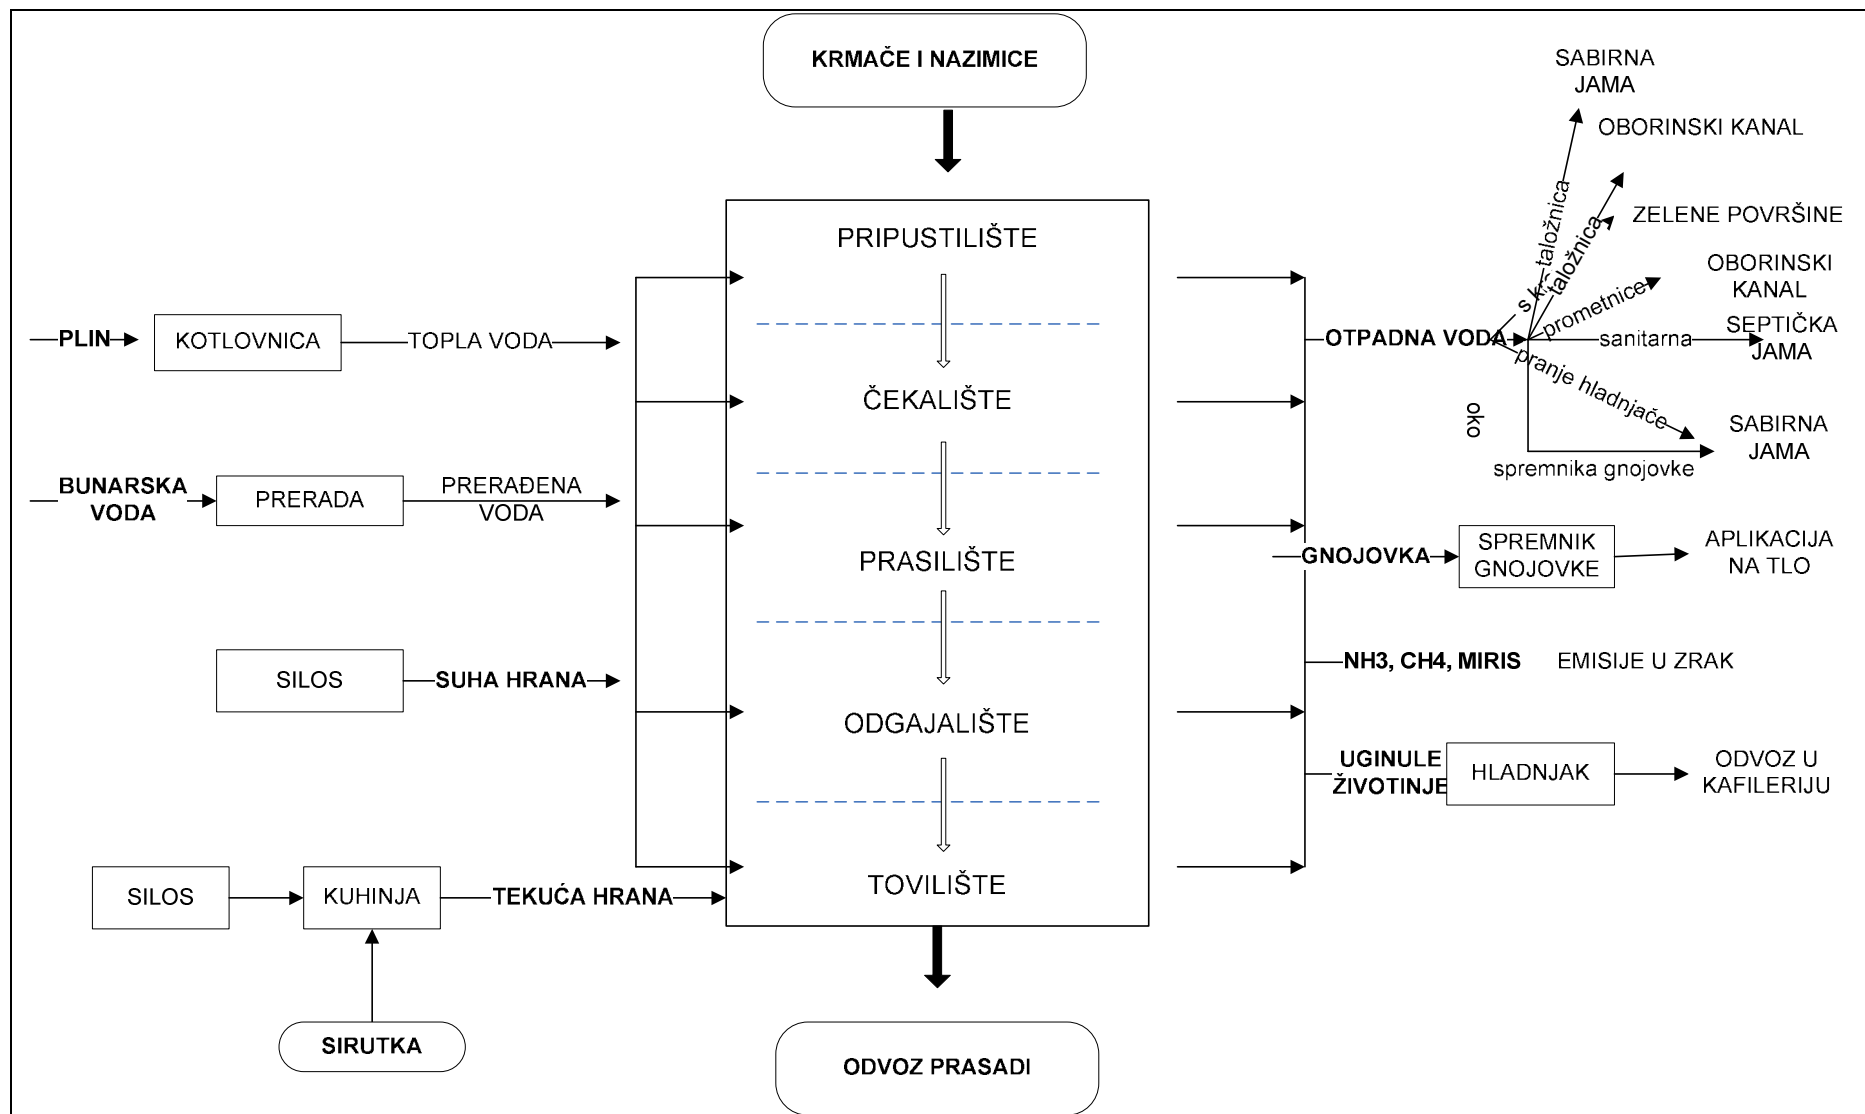 KRMAČE I NAZIMICE
PLIN
KOTLOVNICA
TOPLA VODA
BUNARSKA
VODA
PRERADA
PRERAĐENA
VODA
SILOS
SUHA HRANA
SILOS
KUHINJA
TEKUĆA HRANA
SIRUTKA
PRIPUSTILIŠTE
ČEKALIŠTE
PRASILIŠTE
ODGAJALIŠTE
TOVILIŠTE
ODVOZ PRASADI
OTPADNA VODA
taložnica
SABIRNA
JAMA
taložnica
OBORINSKI KANAL
s
ZELENE POVRŠINE
prometnice
OBORINSKI
KANAL
sanitarna
SEPTIČKA
JAMA
pranje hladnjače
oko
spremnika gnojovke
SABIRNA
JAMA
GNOJOVKA
SPREMNIK
GNOJOVKE
APLIKACIJA
NA TLO
NH3, CH4, MIRIS
EMISIJE U ZRAK
UGINULE
ŽIVOTINJE
HLADNJAK
ODVOZ U
KAFILERIJU